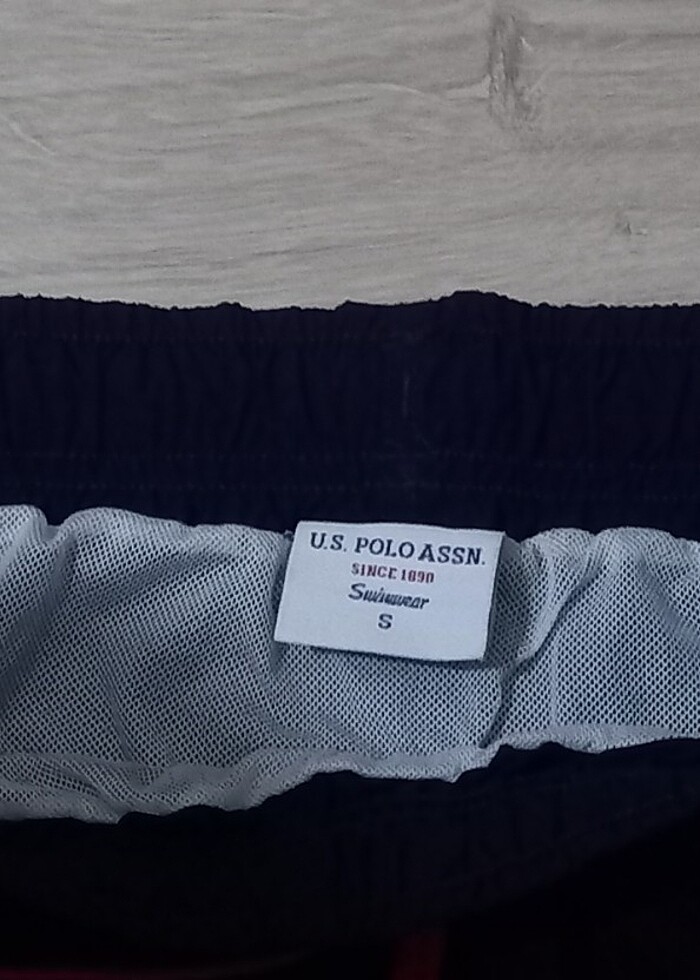 U.S. POLO ASSN.
SINCE 1890
Swimwear
S